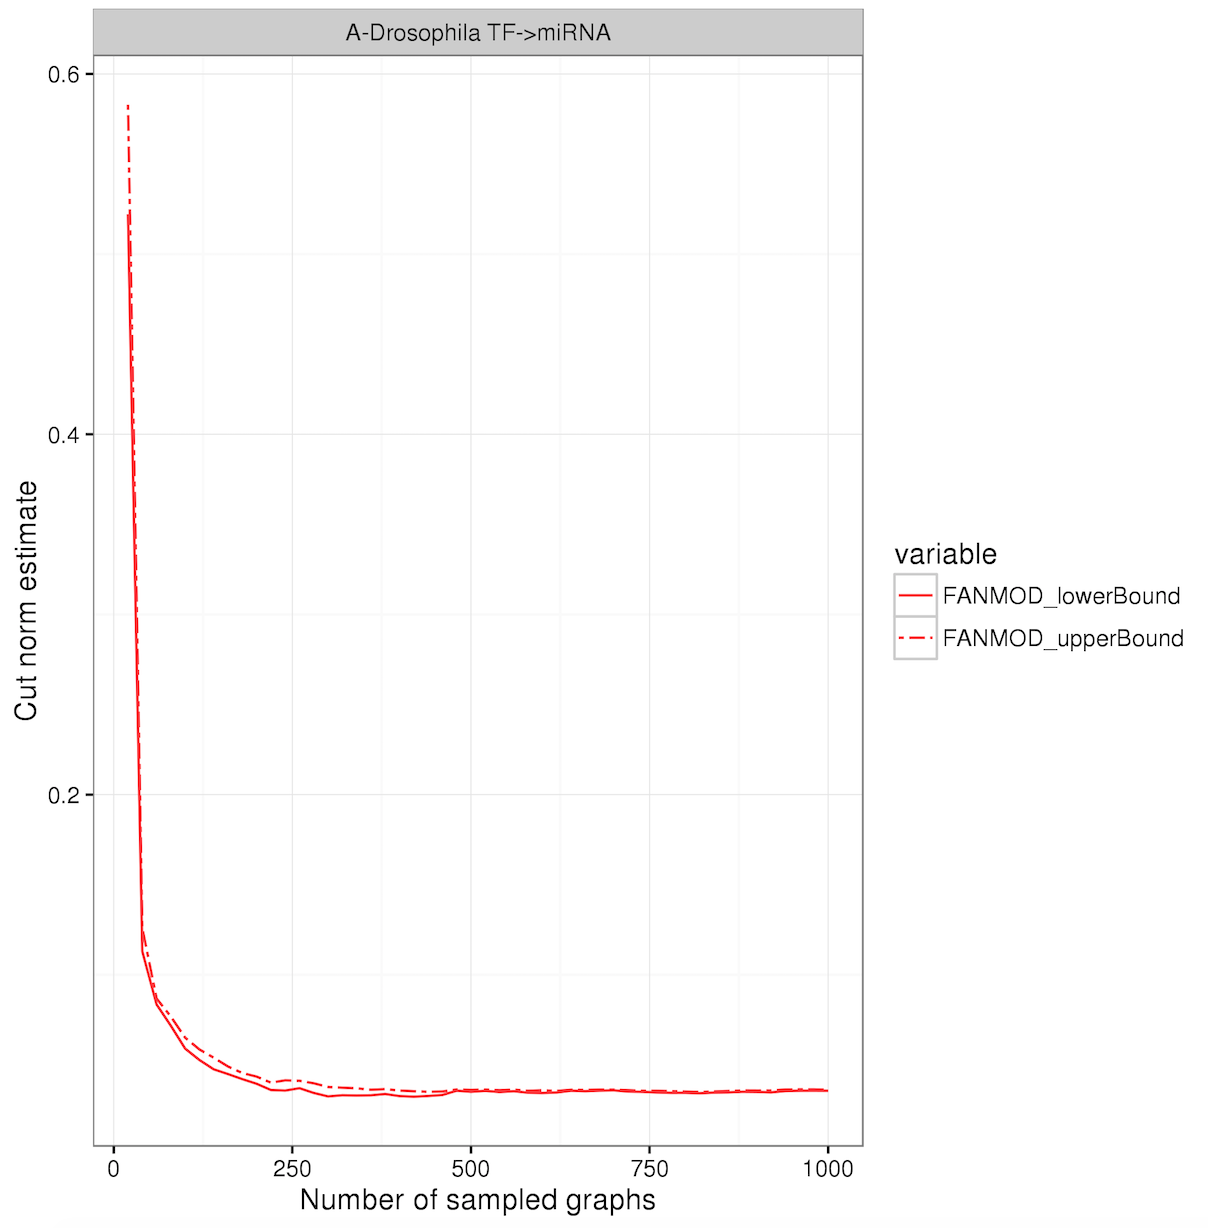 A-Drosophila TF->miRNA
0.6
0.4
0.2
Cut norm estimate
0
250
500
750
1000
Number of sampled graphs
variable
FANMOD_lowerBound
FANMOD_upperBound